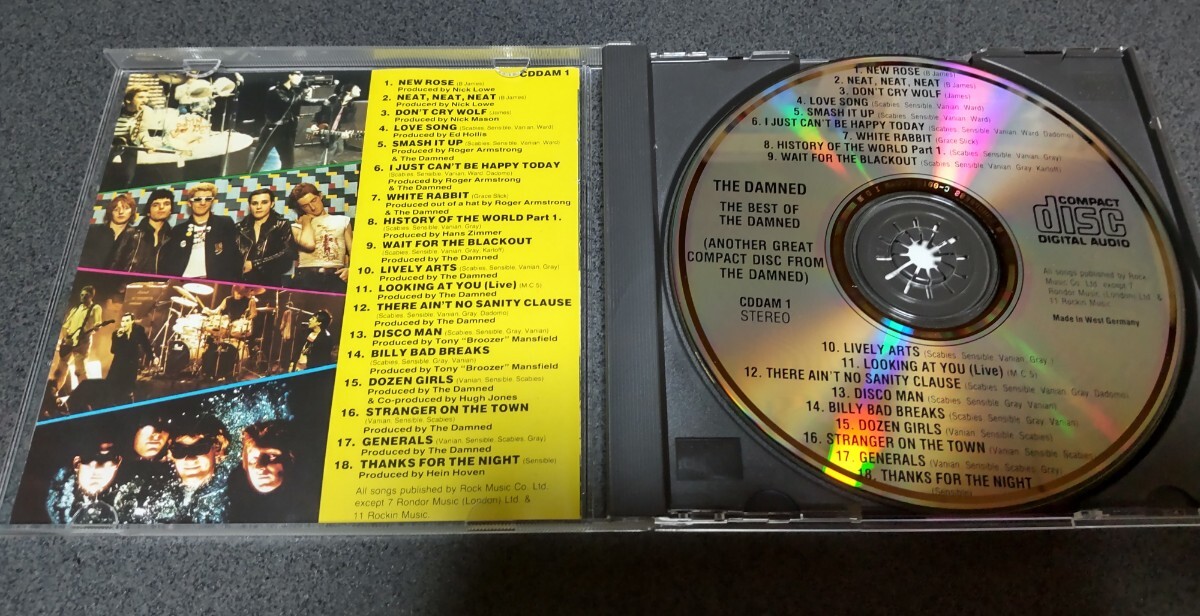 CDDAM 1
1. NEW ROSE (B James)
Produced by Nick Lowe
2. NEAT, NEAT, NEAT (B James)
Produced by Nick Lowe
3. DON'T CRY WOLF (James)
Produced by Nick Mason
4. LOVE SONG (Scabies. Sensible. Vanian. Ward)
Produced by Ed Hollis
5. SMASH IT UP (Scabies. Sensible. Vanian. Ward)
Produced by Roger Armstrong
& The Damned
6. I JUST CAN'T BE HAPPY TODAY
(Scabies. Sensible. Vanian. Ward. Dadomo)
Produced by Roger Armstrong
& The Damned
7. WHITE RABBIT (Grace Slick)
Produced out of a hat by Roger Armstrong
& The Damned
8. HISTORY OF THE WORLD Part 1.
(Scabies. Sensible. Vanian. Gray)
Produced by Hans Zimmer
9. WAIT FOR THE BLACKOUT
(Scabies. Sensible. Vanian. Gray. Karloff)
Produced by The Damned
10. LIVELY ARTS (Scabies. Sensible. Vanian. Gray)
Produced by The Damned
11. LOOKING AT YOU (Live) (M.C.5)
Produced by The Damned
12. THERE AIN'T NO SANITY CLAUSE
(Scabies. Sensible. Vanian. Gray. Dadomo)
Produced by The Damned
13. DISCO MAN (Scabies. Sensible. Gray. Vanian)
Produced by Tony "Broozer" Mansfield
14. BILLY BAD BREAKS
(Scabies. Sensible. Gray. Vanian)
Produced by Tony "Broozer" Mansfield
15. DOZEN GIRLS (Vanian. Sensible. Scabies)
Produced by The Damned
& Co-produced by Hugh Jones
16. STRANGER ON THE TOWN
(Vanian. Sensible. Scabies)
Produced by The Damned
17. GENERALS (Vanian. Sensible. Scabies. Gray)
Produced by The Damned
18. THANKS FOR THE NIGHT (Sensible)
Produced by Hein Hoven
All songs published by Rock Music Co. Ltd.
except 7 Rondor Music (London) Ltd. &
11 Rockin Music.
1. NEW ROSE (B James)
2. NEAT, NEAT, NEAT (B James)
3. DON'T CRY WOLF (James)
4. LOVE SONG (Scabies. Sensible. Vanian. Ward)
5. SMASH IT UP (Scabies. Sensible. Vanian. Ward)
6. I JUST CAN'T BE HAPPY TODAY (Scabies. Sensible. Vanian. Ward. Dadomo)
7. WHITE RABBIT (Grace Slick)
8. HISTORY OF THE WORLD Part 1. (Scabies. Sensible. Vanian. Gray)
9. WAIT FOR THE BLACKOUT (Scabies. Sensible. Vanian. Gray. Karloff)
THE DAMNED
THE BEST OF
THE DAMNED
(ANOTHER GREAT
COMPACT DISC FROM
THE DAMNED)
CDDAM 1
STEREO
COMPACT
disc
DIGITAL AUDIO
All songs published by Rock
Music Co. Ltd. except 7
Rondor Music (London) Ltd. &
11 Rockin Music
Made in West Germany
10. LIVELY ARTS (Scabies. Sensible. Vanian. Gray.)
11. LOOKING AT YOU (Live) (M.C.5)
12. THERE AIN'T NO SANITY CLAUSE (Scabies. Sensible. Vanian. Gray. Dadomo)
13. DISCO MAN (Scabies. Sensible. Gray. Vanian)
14. BILLY BAD BREAKS (Scabies. Sensible. Gray. Vanian)
15. DOZEN GIRLS (Vanian. Sensible. Scabies)
16. STRANGER ON THE TOWN (Vanian. Sensible. Scabies)
17. GENERALS (Vanian. Sensible. Scabies. Gray)
18. THANKS FOR THE NIGHT
(Sensible)